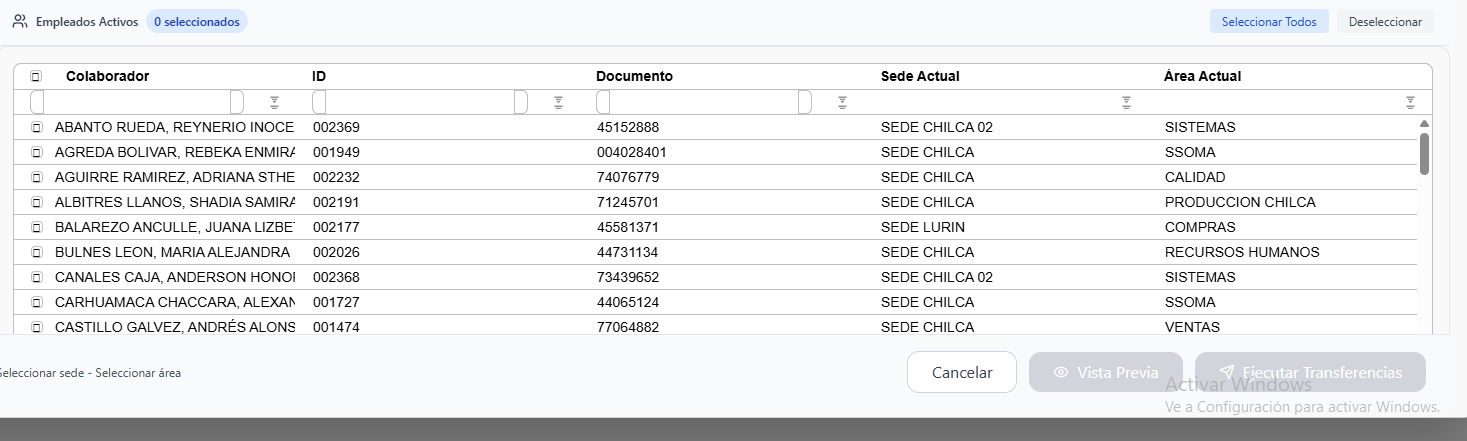 Empleados Activos 0 seleccionados Seleccionar Todos Deseleccionar
Colaborador ID Documento Sede Actual Área Actual
ABANTO RUEDA, REYNERIO INOCE 002369 45152888 SEDE CHILCA 02 SISTEMAS
AGREDA BOLIVAR, REBEKA ENMIRA 001949 004028401 SEDE CHILCA SSOMA
AGUIRRE RAMIREZ, ADRIANA STHE 002232 74076779 SEDE CHILCA CALIDAD
ALBITRES LLANOS, SHADIA SAMIRA 002191 71245701 SEDE CHILCA PRODUCCION CHILCA
BALAREZO ANCULLE, JUANA LIZBET 002177 45581371 SEDE LURIN COMPRAS
BULNES LEON, MARIA ALEJANDRA 002026 44731134 SEDE CHILCA RECURSOS HUMANOS
CANALES CAJA, ANDERSON HONOR 002368 73439652 SEDE CHILCA 02 SISTEMAS
CARHUAMACA CHACCARA, ALEXAN 001727 44065124 SEDE CHILCA SSOMA
CASTILLO GALVEZ, ANDRÉS ALONS 001474 77064882 SEDE CHILCA VENTAS
Seleccionar sede - Seleccionar área Cancelar Vista Previa Ejecutar Transferencias
Activar Windows
Ve a Configuración para activar Windows.